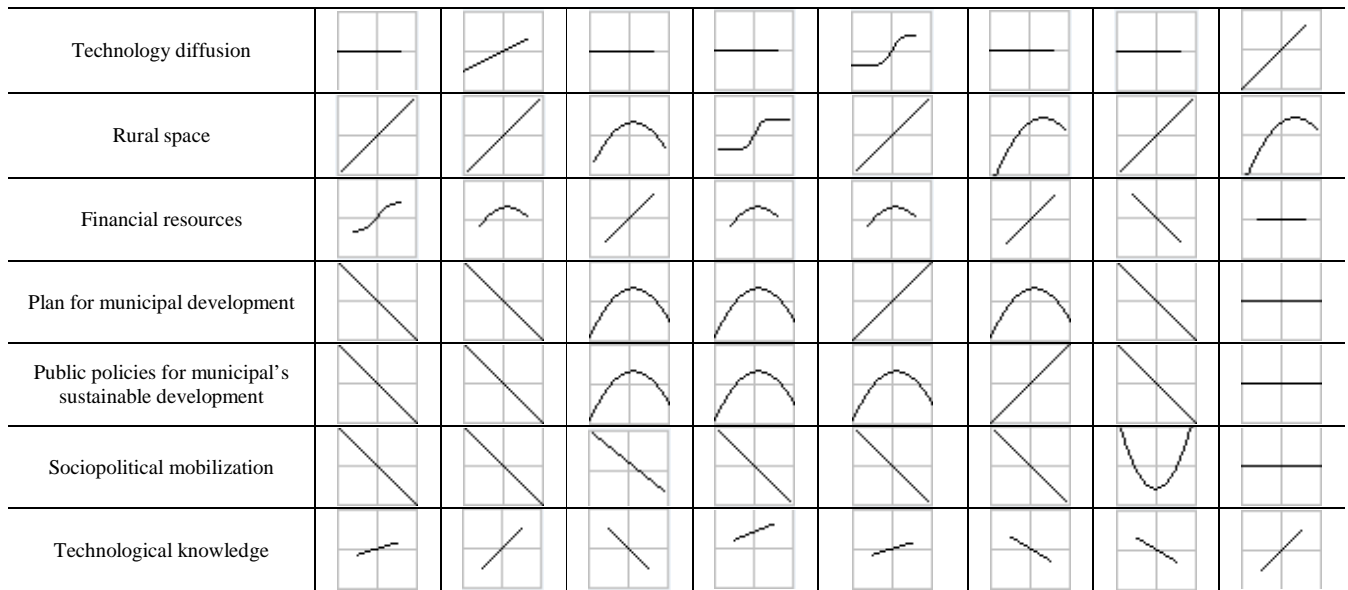 Technology diffusion
Rural space
Financial resources
Plan for municipal development
Public policies for municipal's
sustainable development
Sociopolitical mobilization
Technological knowledge